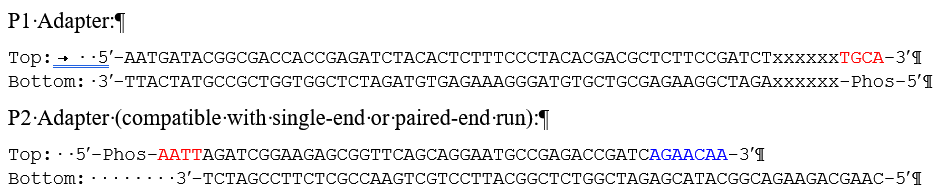 P1·Adapter:¶
Top: → ··5′-AATGATACGGCGACCACCGAGATCTACACTCTTTCCCTACACGACGCTCTTCCGATCTxxxxxxTGCA-3′¶
Bottom:·3′-TTACTATGCCGCTGGTGGCTCTAGATGTGAGAAAGGGATGTGCTGCGAGAAGGCTAGAxxxxxx-Phos-5′¶
P2·Adapter·(compatible·with·single-end·or·paired-end·run):¶
Top:··5′-Phos-AATTAGATCGGAAGAGCGGTTCAGCAGGAATGCCGAGACCGATCAGAACAA-3′¶
Bottom:········3′-TCTAGCCTTCTCGCCAAGTCGTCCTTACGGCTCTGGCTAGAGCATACGGCAGAAGACGAAC-5′¶